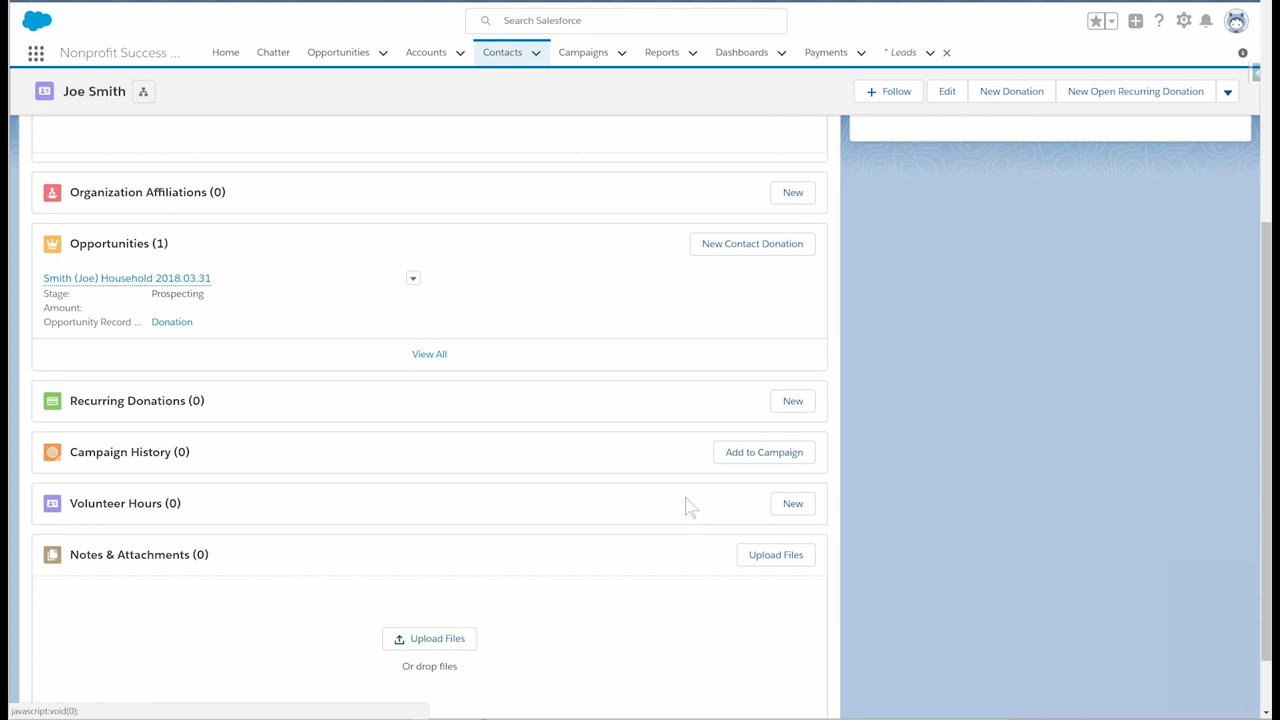 Search Salesforce
Nonprofit Success ...
Home
Chatter
Opportunities
Accounts
Contacts
Campaigns
Reports
Dashboards
Payments
* Leads
Joe Smith
+ Follow
Edit
New Donation
New Open Recurring Donation
Organization Affiliations (0)
New
Opportunities (1)
New Contact Donation
Smith (Joe) Household 2018.03.31
Stage: Prospecting
Amount:
Opportunity Record ... Donation
View All
Recurring Donations (0)
New
Campaign History (0)
Add to Campaign
Volunteer Hours (0)
New
Notes & Attachments (0)
Upload Files
Upload Files
Or drop files
javascript:void(0);